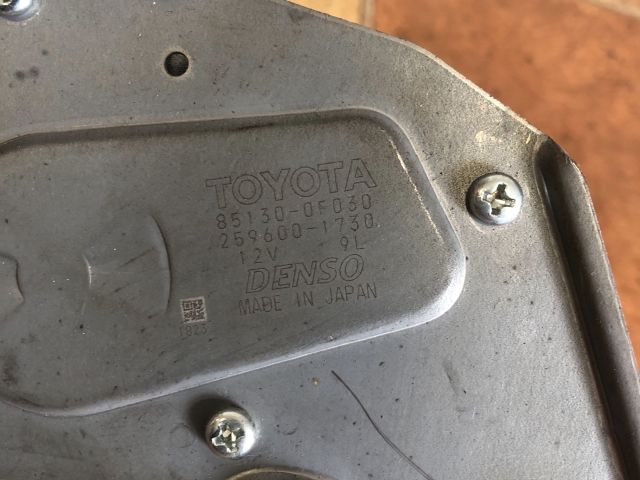 TOYOTA
85130-0F030
259600-1730
12V 9L
DENSO
MADE IN JAPAN
1823